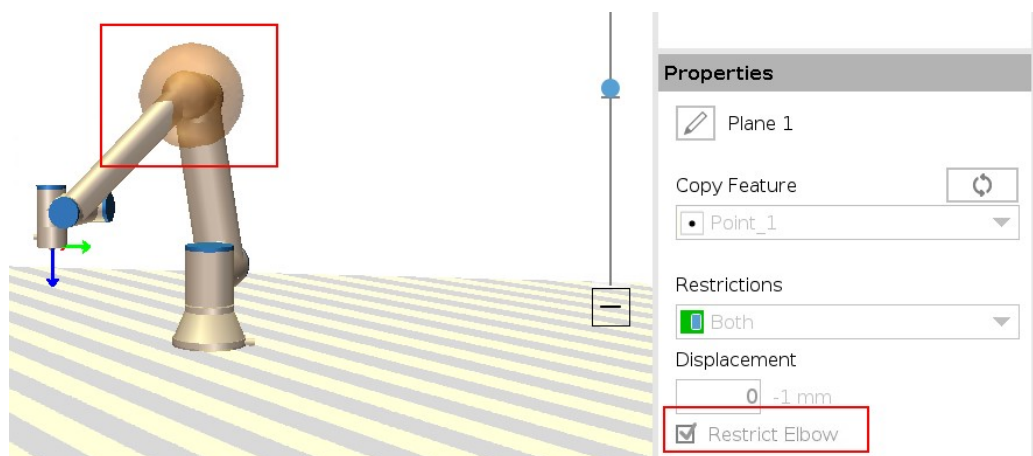 Properties
Plane 1
Copy Feature
Point_1
Restrictions
Both
Displacement
0 -1 mm
Restrict Elbow